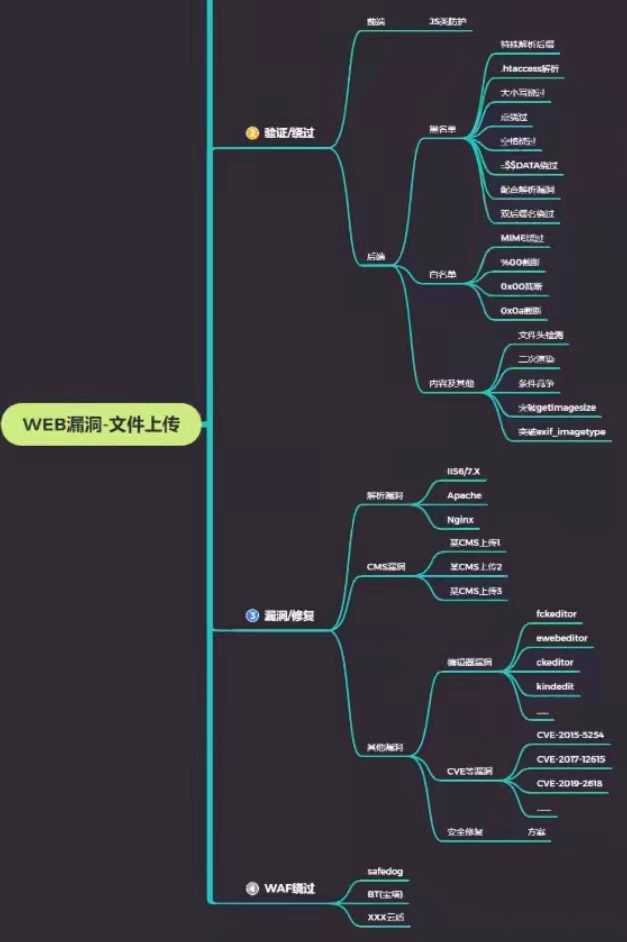 WEB漏洞-文件上传
2 验证/绕过
前端
JS类防护
后端
黑名单
特殊解析后缀
.htaccess解析
大小写绕过
点绕过
空格绕过
::$$DATA绕过
配合解析漏洞
双后缀名绕过
白名单
MIME绕过
%00截断
0x00截断
0x0a截断
内容及其他
文件头检测
二次渲染
条件竞争
突破getimagesize
突破exif_imagetype
3 漏洞/修复
解析漏洞
IIS6/7.X
Apache
Nginx
CMS漏洞
某CMS上传1
某CMS上传2
某CMS上传3
其他漏洞
编辑器漏洞
fckeditor
ewebeditor
ckeditor
kindedit
......
CVE等漏洞
CVE-2015-5254
CVE-2017-12615
CVE-2019-2618
......
安全修复
方案
4 WAF绕过
safedog
BT(宝塔)
XXX云盾